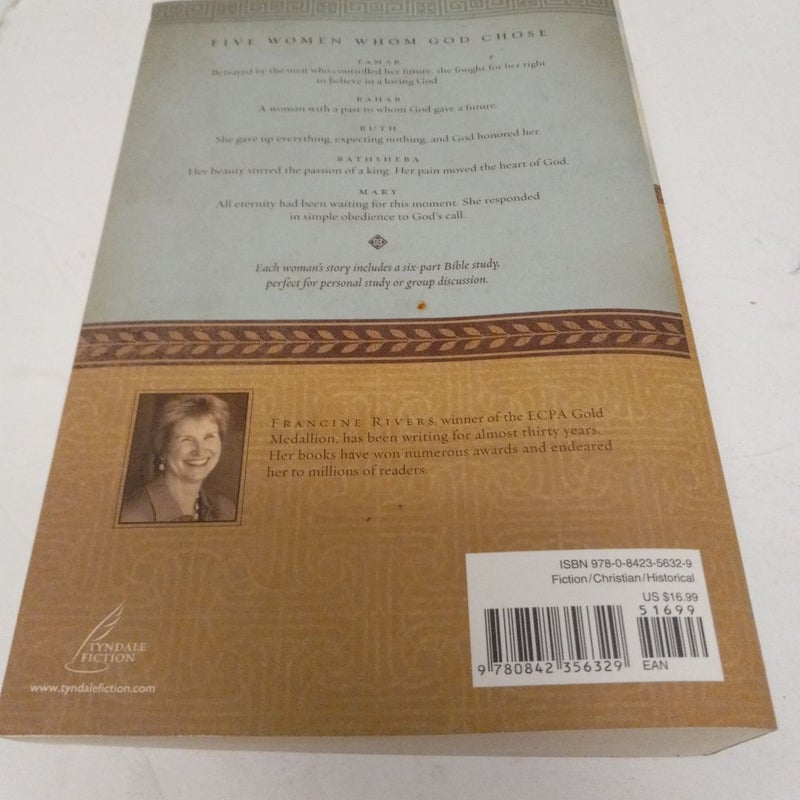 FIVE WOMEN WHOM GOD CHOSE
TAMAR
Betrayed by the men who controlled her future, she fought for her right
to believe in a loving God.
RAHAB
A woman with a past to whom God gave a future.
RUTH
She gave up everything, expecting nothing, and God honored her.
BATHSHEBA
Her beauty stirred the passion of a king. Her pain moved the heart of God.
MARY
All eternity had been waiting for this moment. She responded
in simple obedience to God's call.
Each woman's story includes a six-part Bible study,
perfect for personal study or group discussion.
FRANCINE RIVERS, winner of the ECPA Gold
Medallion, has been writing for almost thirty years.
Her books have won numerous awards and endeared
her to millions of readers.
ISBN 978-0-8423-5632-9
Fiction/Christian/Historical
US $16.99
51699
9 780842 356329
EAN
TYNDALE
FICTION
www.tyndalefiction.com